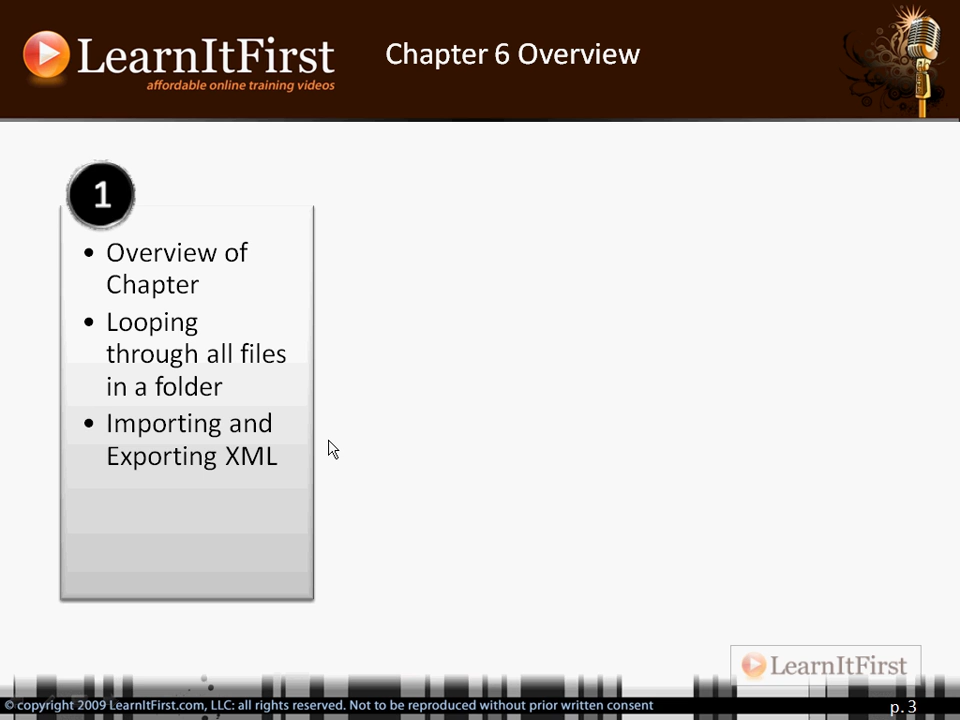 LearnItFirst
affordable online training videos
Chapter 6 Overview
1
• Overview of
Chapter
• Looping
through all files
in a folder
• Importing and
Exporting XML
LearnItFirst
© copyright 2009 LearnItFirst.com, LLC: all rights reserved. Not to be reproduced without prior written consent
p. 3